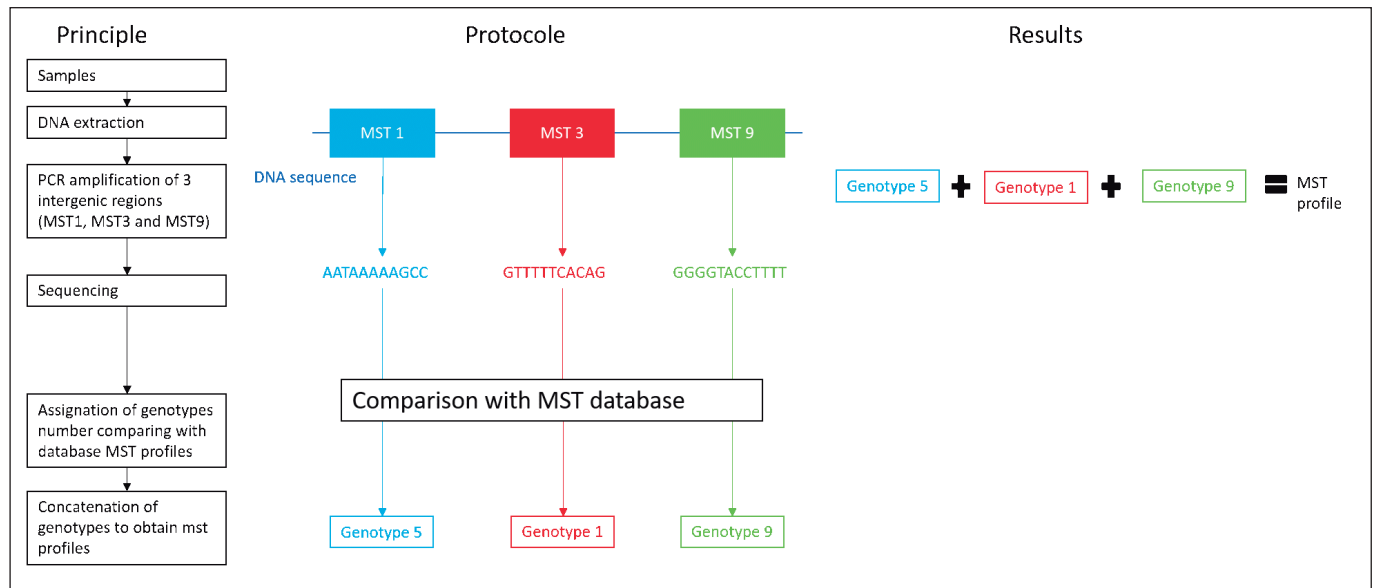 Principle
Samples
DNA extraction
PCR amplification of 3
intergenic regions
(MST1, MST3 and MST9)
Sequencing
Assignation of genotypes
number comparing with
database MST profiles
Concatenation of
genotypes to obtain mst
profiles
Protocole
MST 1
MST 3
MST 9
DNA sequence
AATAAAAAGCC
GTTTTTCACAG
GGGGTACCTTTT
Comparison with MST database
Genotype 5
Genotype 1
Genotype 9
Results
Genotype 5 + Genotype 1 + Genotype 9 = MST
profile